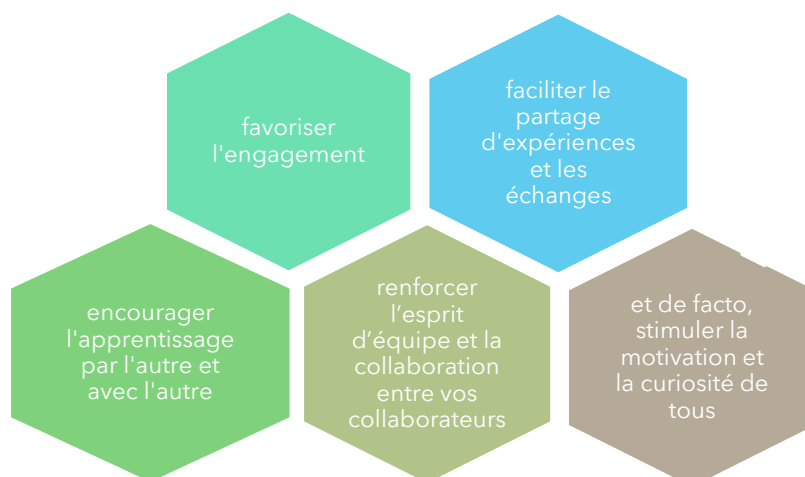 favoriser
l'engagement
faciliter le
partage
d'expériences
et les
échanges
encourager
l'apprentissage
par l'autre et
avec l'autre
renforcer
l’esprit
d’équipe et la
collaboration
entre vos
collaborateurs
et de facto,
stimuler la
motivation et
la curiosité de
tous